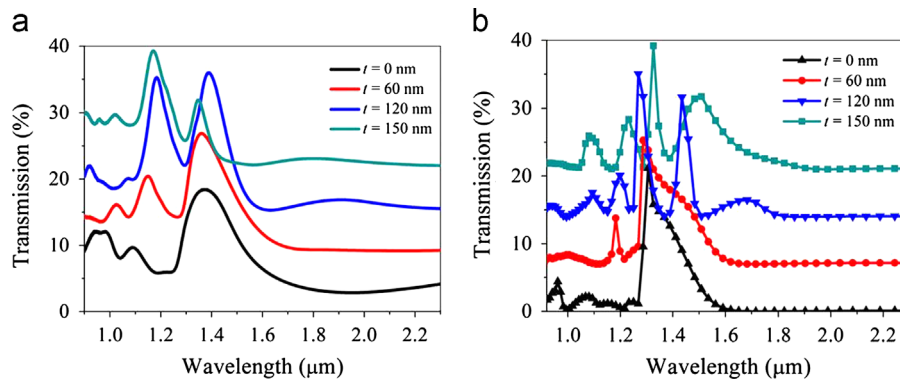 a
40
30
20
10
0
Transmission (%)
t = 0 nm
t = 60 nm
t = 120 nm
t = 150 nm
1.0 1.2 1.4 1.6 1.8 2.0 2.2
Wavelength (μm)
b
40
30
20
10
0
Transmission (%)
t = 0 nm
t = 60 nm
t = 120 nm
t = 150 nm
1.0 1.2 1.4 1.6 1.8 2.0 2.2
Wavelength (μm)